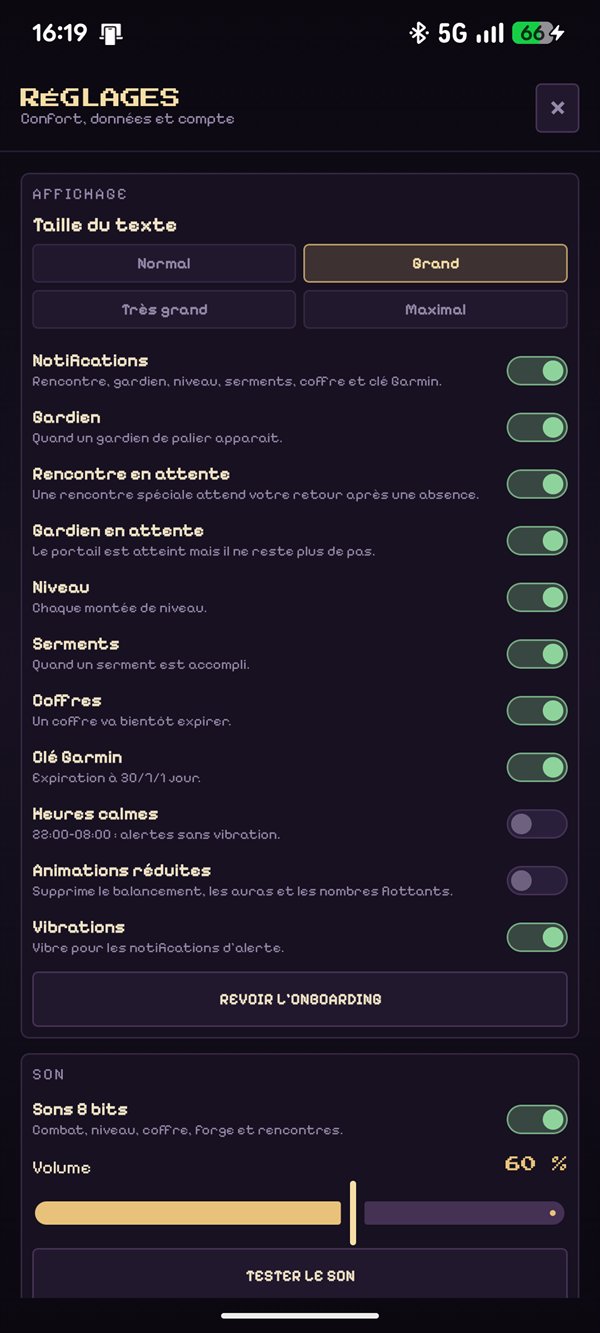 16:19
5G
66
RÉGLAGES
Confort, données et compte
×
AFFICHAGE
Taille du texte
Normal
Grand
Très grand
Maximal
Notifications
Rencontre, gardien, niveau, serments, coffre et clé Garmin.
Gardien
Quand un gardien de palier apparaît.
Rencontre en attente
Une rencontre spéciale attend votre retour après une absence.
Gardien en attente
Le portail est atteint mais il ne reste plus de pas.
Niveau
Chaque montée de niveau.
Serments
Quand un serment est accompli.
Coffres
Un coffre va bientôt expirer.
Clé Garmin
Expiration à 30/7/1 jour.
Heures calmes
22:00-08:00 : alertes sans vibration.
Animations réduites
Supprime le balancement, les auras et les nombres flottants.
Vibrations
Vibre pour les notifications d'alerte.
REVOIR L'ONBOARDING
SON
Sons 8 bits
Combat, niveau, coffre, forge et rencontres.
Volume
60 %
TESTER LE SON